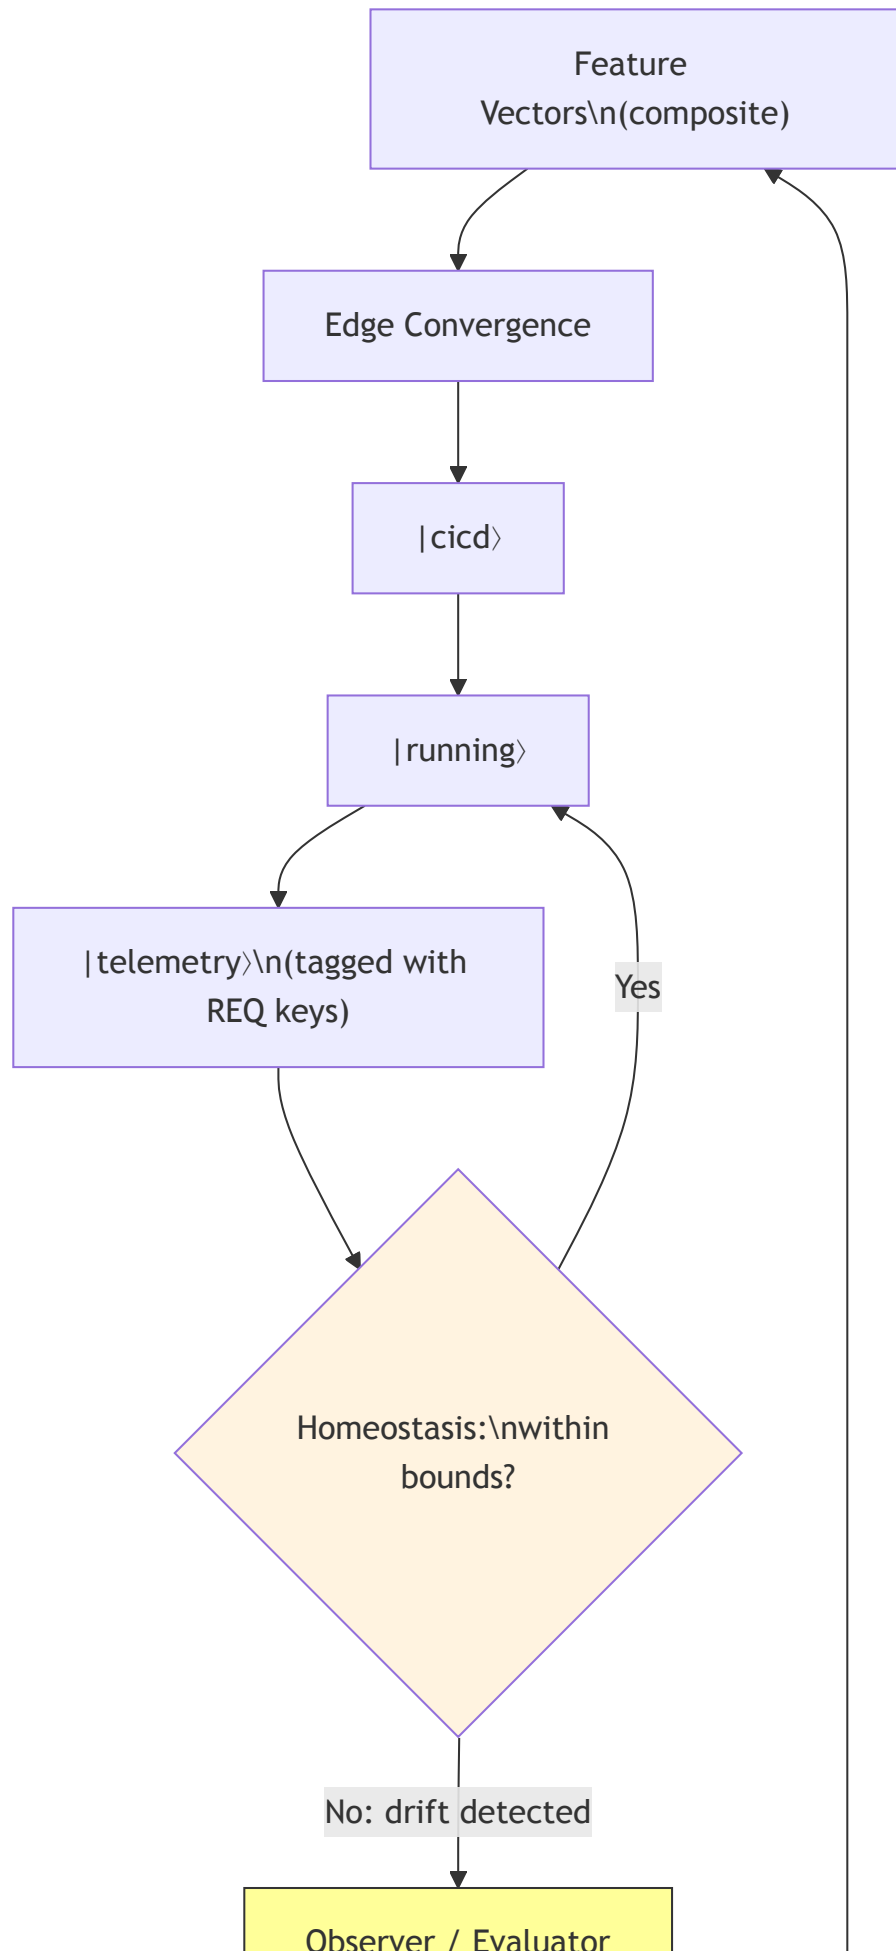 Feature
Vectors\n(composite)
Edge Convergence
|cicd〉
|running〉
|telemetry〉\n(tagged with
REQ keys)
Yes
Homeostasis:\nwithin
bounds?
No: drift detected
Observer / Evaluator